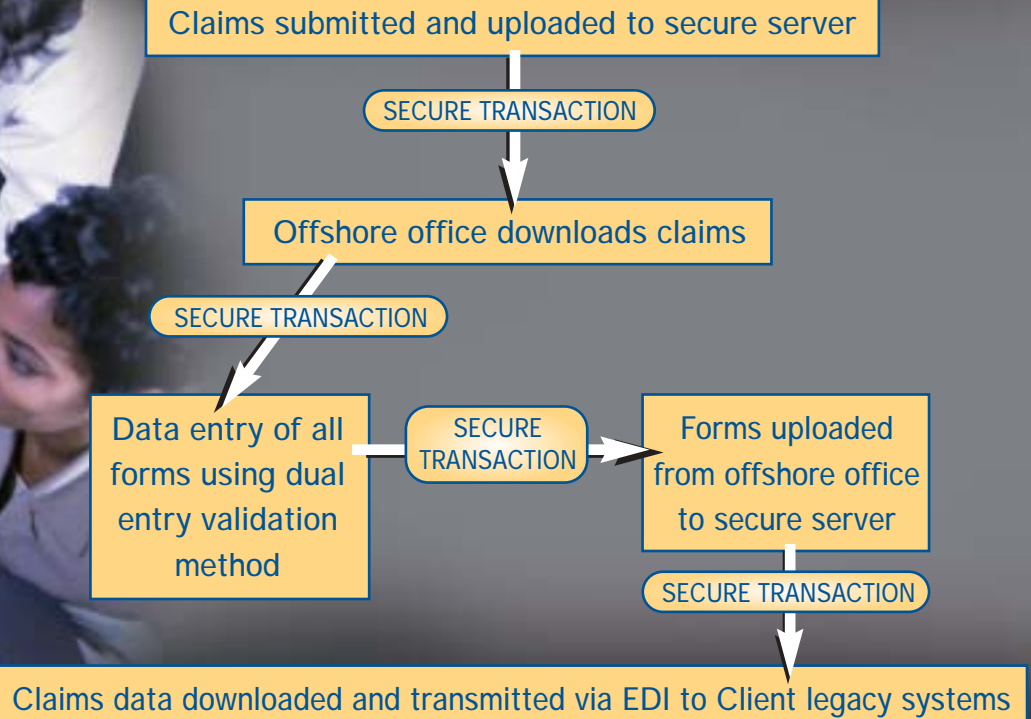 Claims submitted and uploaded to secure server
SECURE TRANSACTION
Offshore office downloads claims
SECURE TRANSACTION
Data entry of all
forms using dual
entry validation
method
SECURE
TRANSACTION
Forms uploaded
from offshore office
to secure server
SECURE TRANSACTION
Claims data downloaded and transmitted via EDI to Client legacy systems